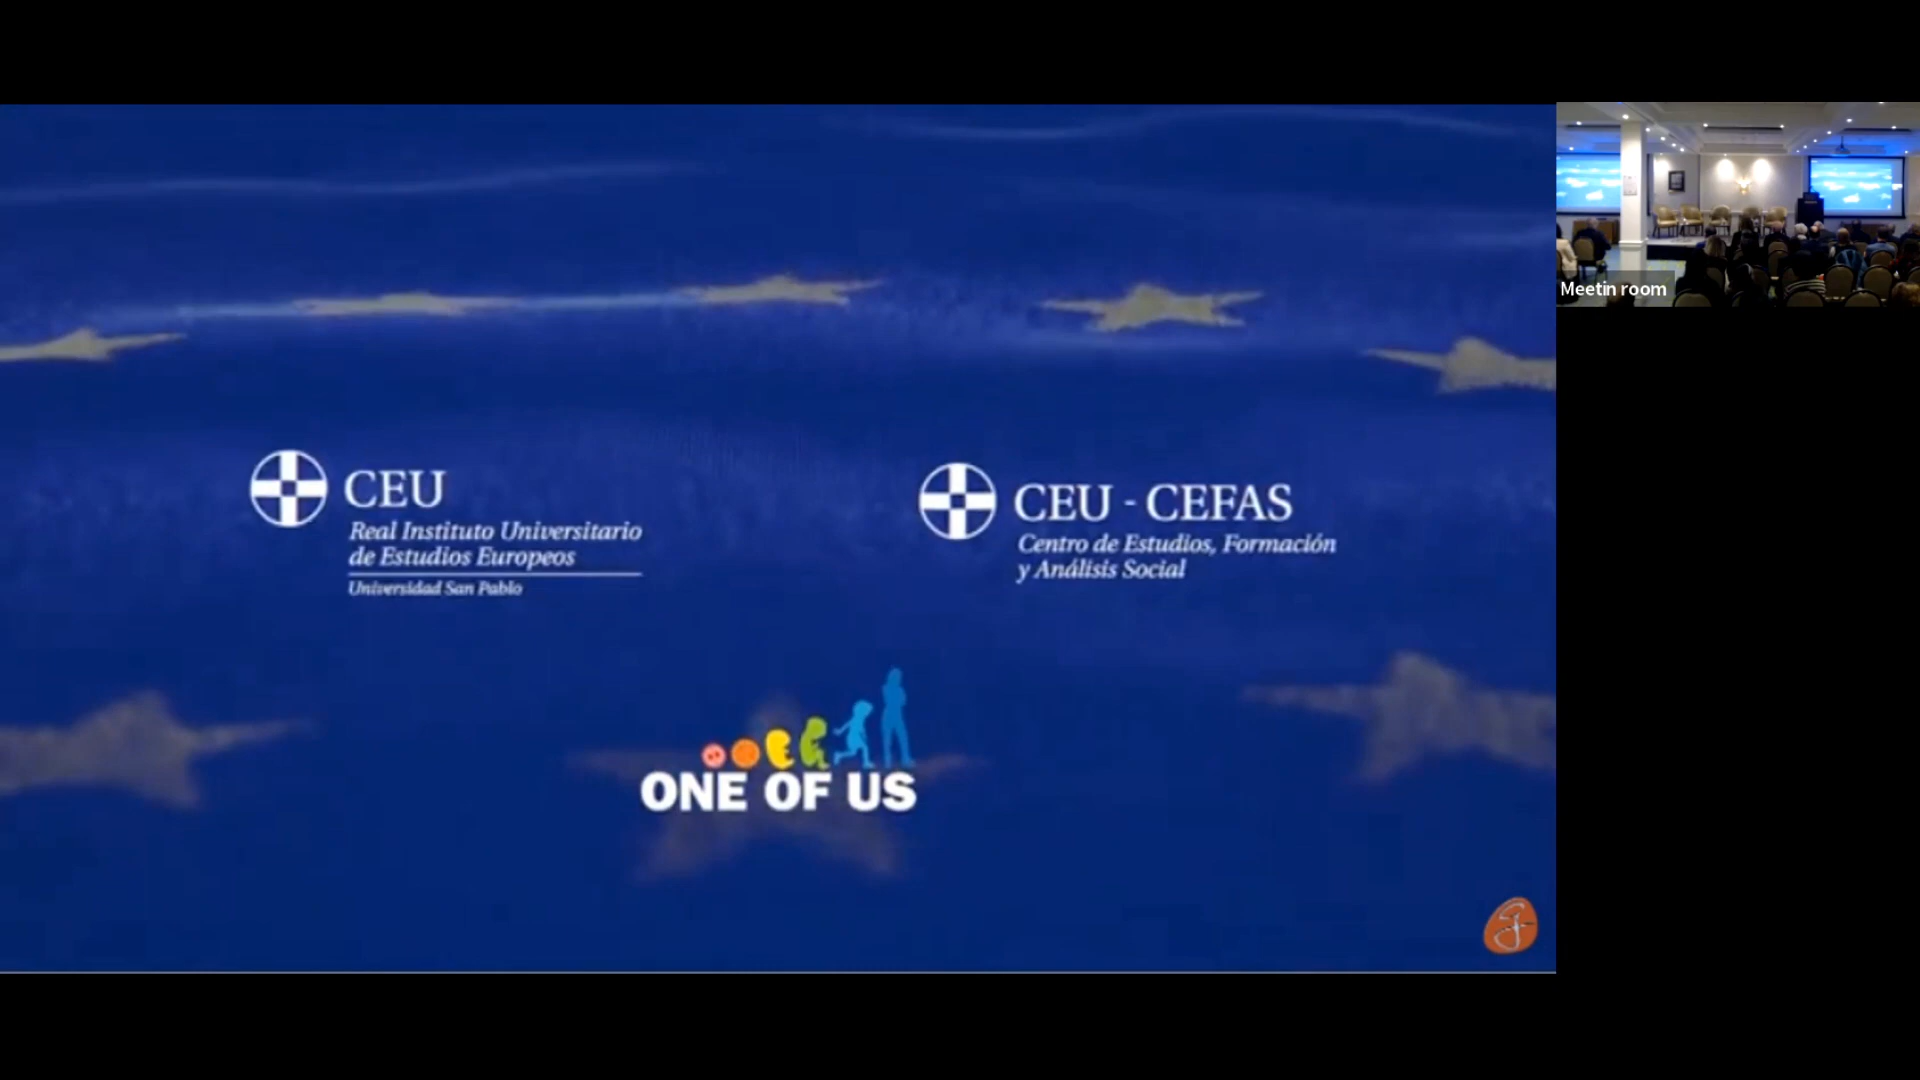 CEU
Real Instituto Universitario
de Estudios Europeos
Universidad San Pablo
CEU - CEFAS
Centro de Estudios, Formación
y Análisis Social
ONE OF US
Meetin room